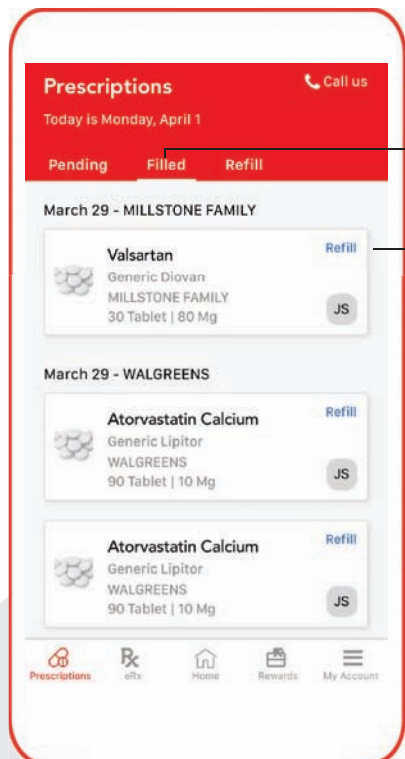 Prescriptions
Call us
Today is Monday, April 1
Pending Filled Refill
March 29 - MILLSTONE FAMILY
Valsartan
Refill
Generic Diovan
MILLSTONE FAMILY
30 Tablet | 80 Mg
JS
March 29 - WALGREENS
Atorvastatin Calcium
Refill
Generic Lipitor
WALGREENS
90 Tablet | 10 Mg
JS
Atorvastatin Calcium
Refill
Generic Lipitor
WALGREENS
90 Tablet | 10 Mg
JS
Rx
Prescriptions eRx Home Rewards My Account